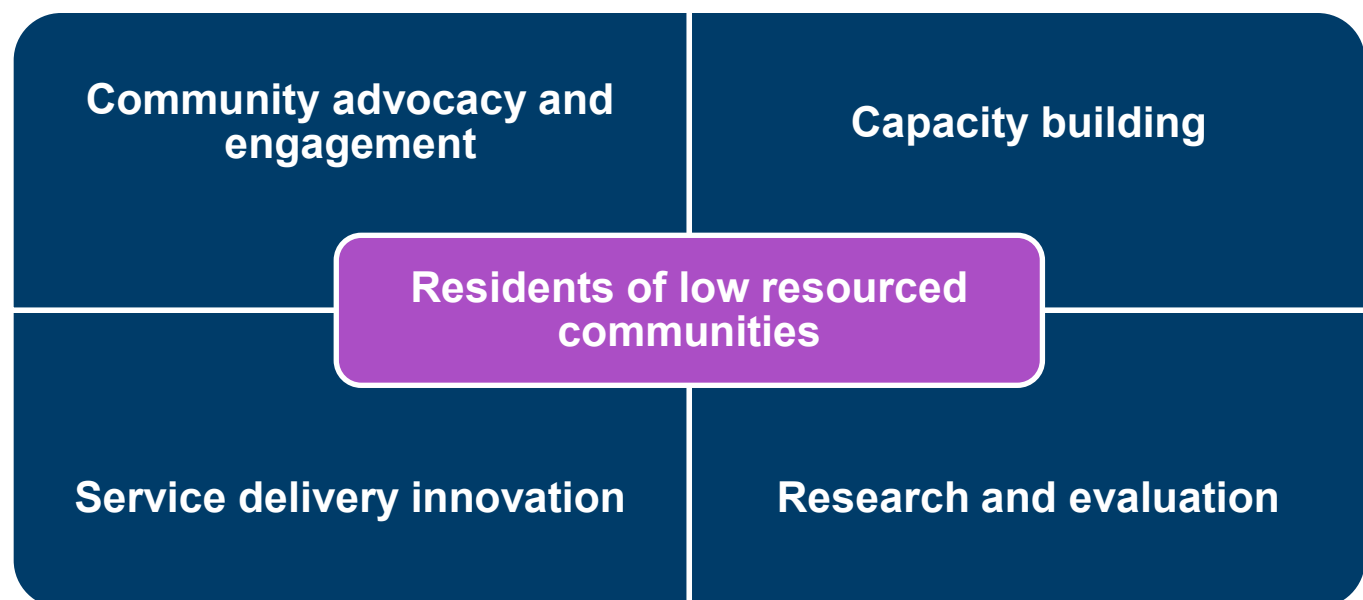 Community advocacy and
engagement
Capacity building
Residents of low resourced
communities
Service delivery innovation
Research and evaluation